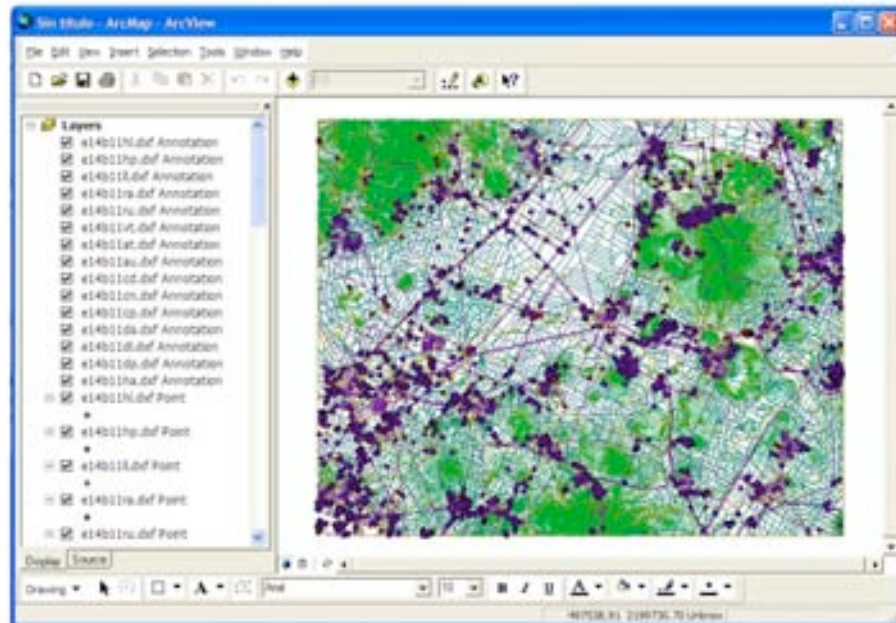 Sin título - ArcMap - ArcView
File Edit View Insert Selection Tools Window Help
Layers
e14b11hl.dxf Annotation
e14b11hp.dxf Annotation
e14b11il.dxf Annotation
e14b11ra.dxf Annotation
e14b11ru.dxf Annotation
e14b11vt.dxf Annotation
e14b11at.dxf Annotation
e14b11au.dxf Annotation
e14b11cd.dxf Annotation
e14b11cn.dxf Annotation
e14b11cp.dxf Annotation
e14b11da.dxf Annotation
e14b11dl.dxf Annotation
e14b11dp.dxf Annotation
e14b11ha.dxf Annotation
e14b11hl.dxf Point
e14b11hp.dxf Point
e14b11il.dxf Point
e14b11ra.dxf Point
e14b11ru.dxf Point
Display Source
Drawing A Arial 10 B I U A